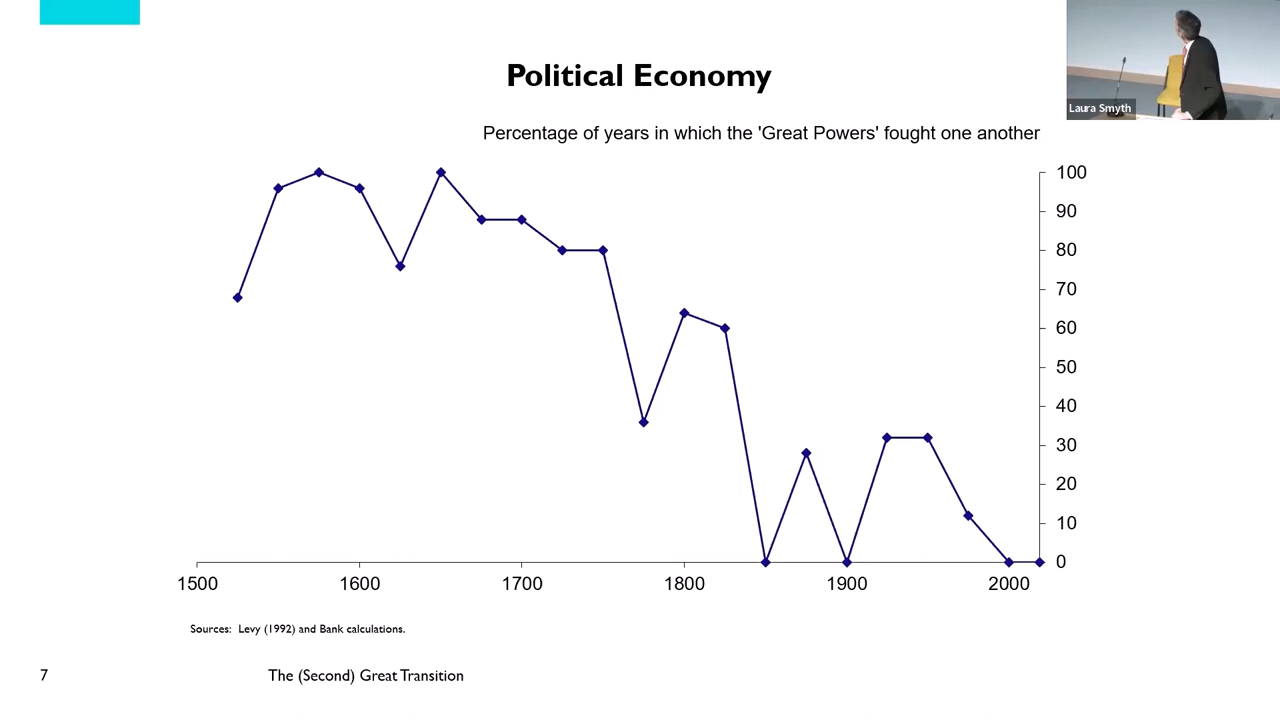 Political Economy
Laura Smyth
Percentage of years in which the 'Great Powers' fought one another
100
90
80
70
60
50
40
30
20
10
0
1500 1600 1700 1800 1900 2000
Sources: Levy (1992) and Bank calculations.
7 The (Second) Great Transition